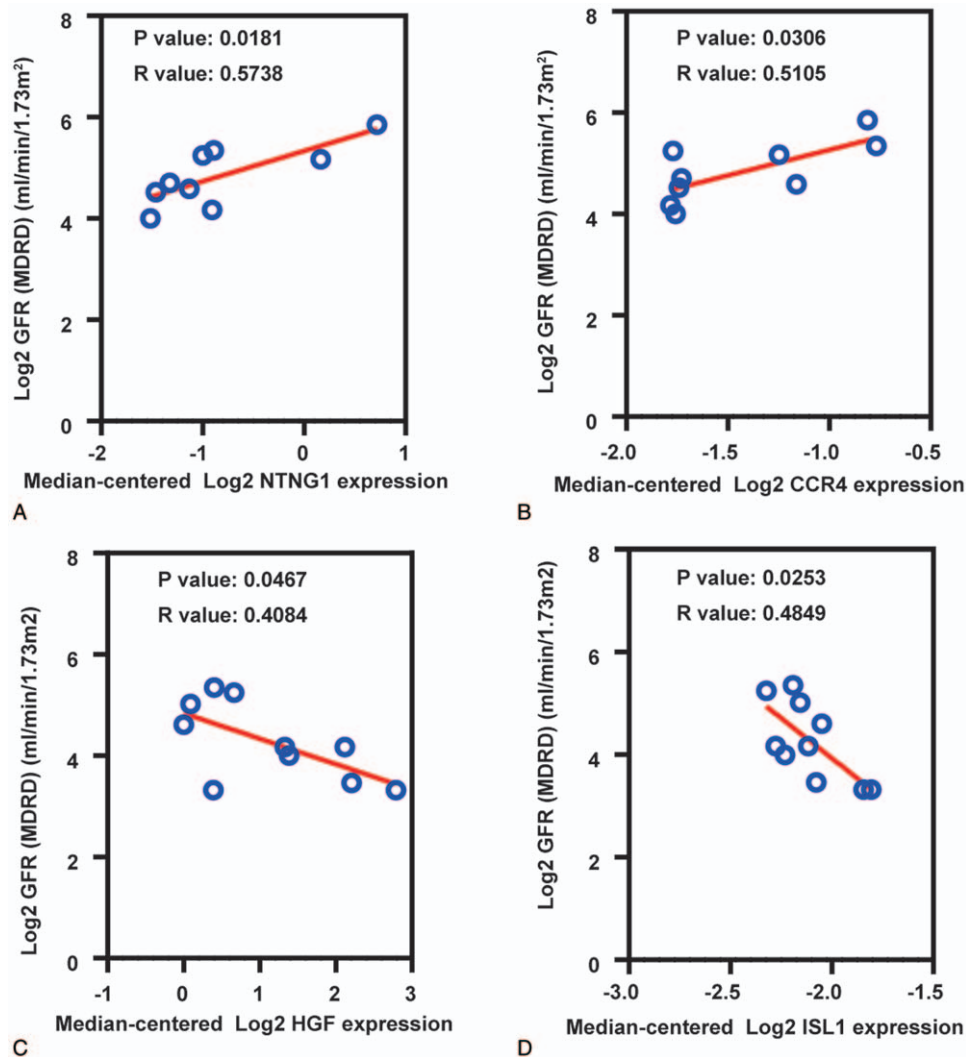 P value: 0.0181
R value: 0.5738
Log2 GFR (MDRD) (ml/min/1.73m²)
8
6
4
2
0
-2 -1 0 1
Median-centered Log2 NTNG1 expression
A
P value: 0.0306
R value: 0.5105
Log2 GFR (MDRD) (ml/min/1.73m²)
8
6
4
2
0
-2.0 -1.5 -1.0 -0.5
Median-centered Log2 CCR4 expression
B
P value: 0.0467
R value: 0.4084
Log2 GFR (MDRD) (ml/min/1.73m2)
8
6
4
2
0
-1 0 1 2 3
Median-centered Log2 HGF expression
C
P value: 0.0253
R value: 0.4849
Log2 GFR (MDRD) (ml/min/1.73m2)
8
6
4
2
0
-3.0 -2.5 -2.0 -1.5
Median-centered Log2 ISL1 expression
D